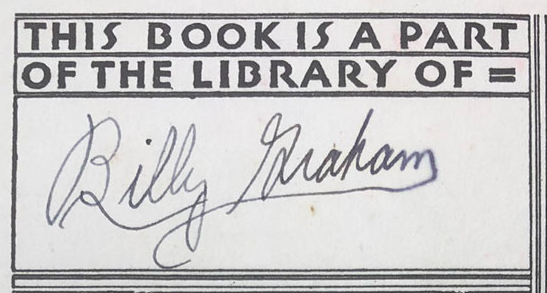 THIS BOOK IS A PART
OF THE LIBRARY OF =
Billy Graham